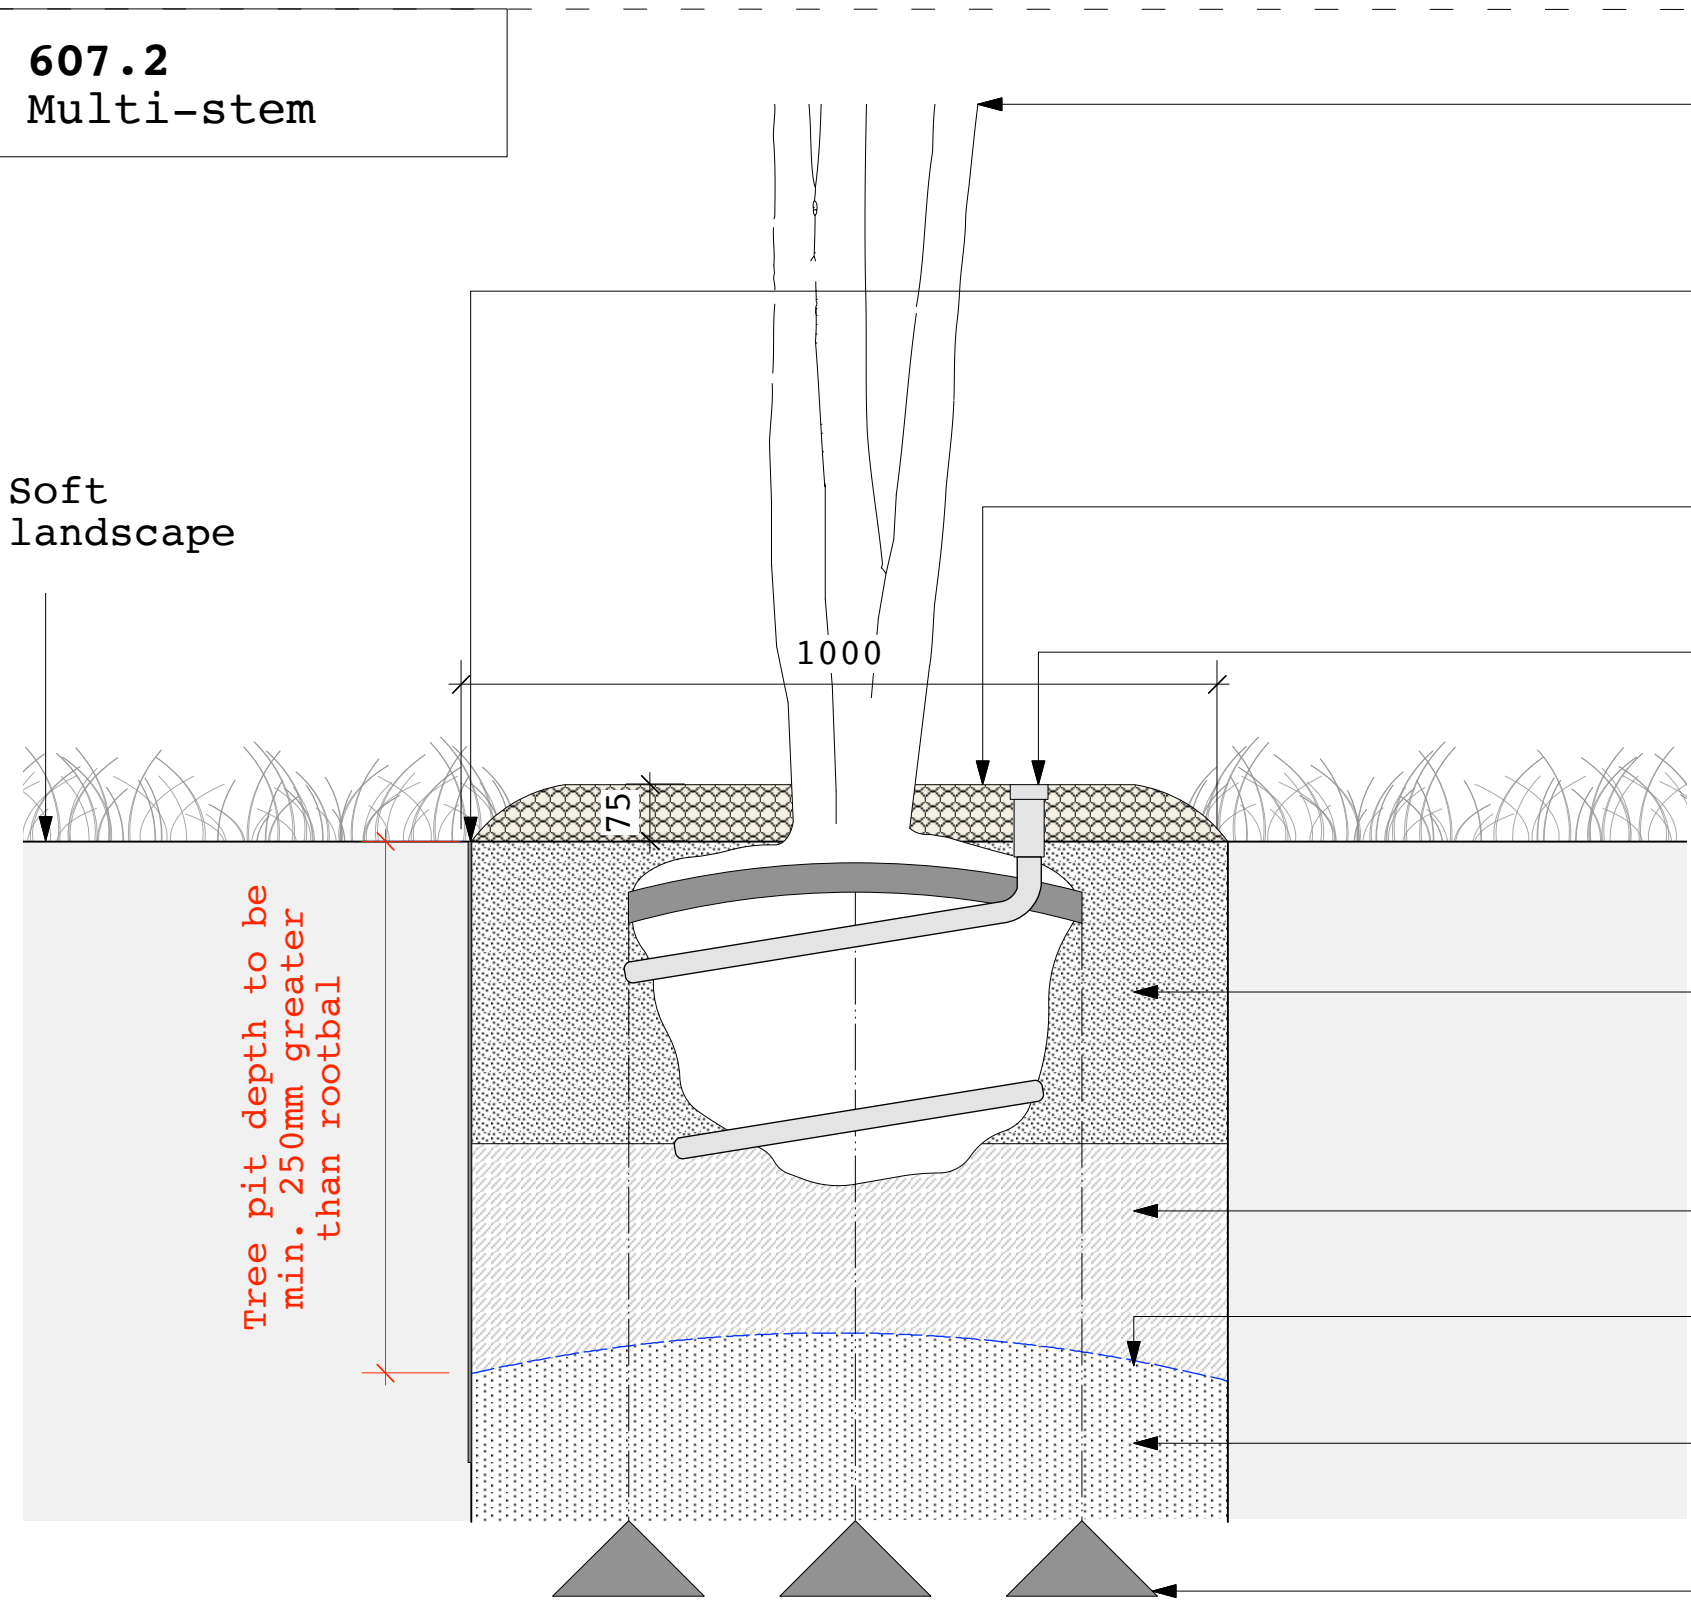 607.2
Multi-stem
Soft
landscape
1000
75
Tree pit depth to be
min. 250mm greater
than rootbal